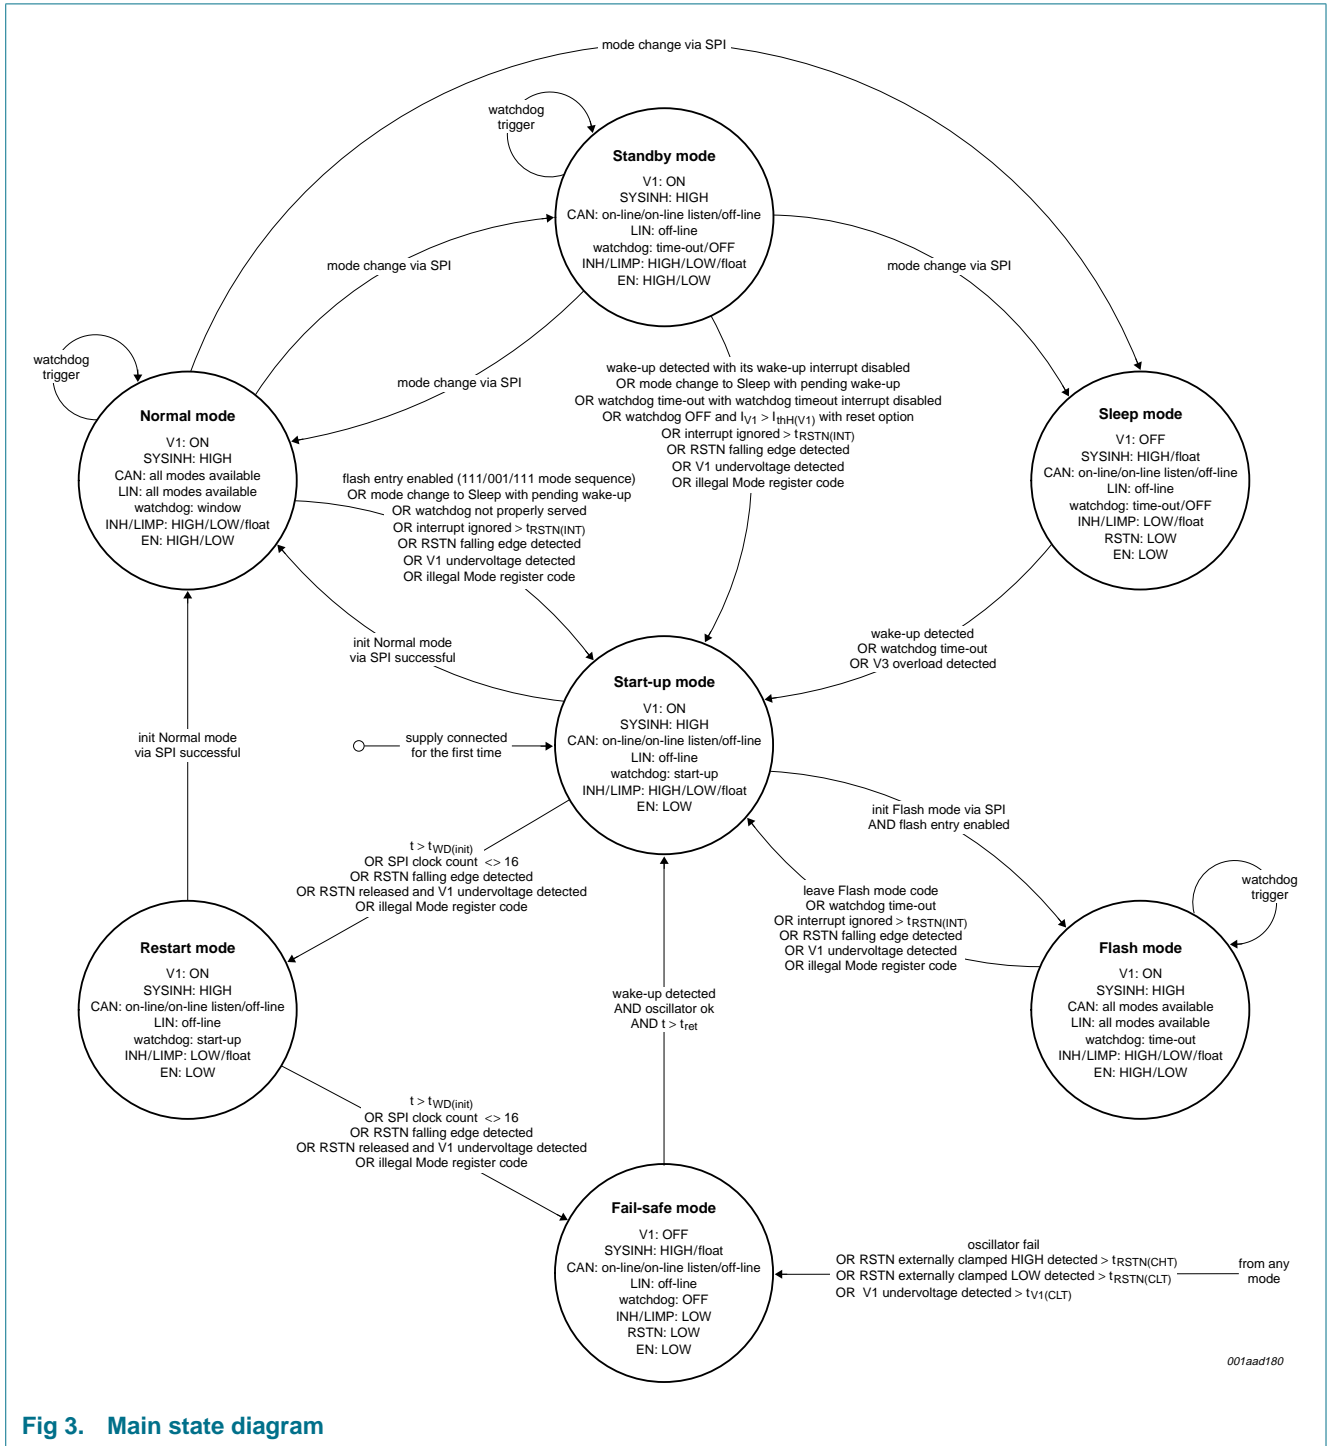 mode change via SPI
watchdog
trigger
Standby mode
V1: ON
SYSINH: HIGH
CAN: on-line/on-line listen/off-line
LIN: off-line
watchdog: time-out/OFF
INH/LIMP: HIGH/LOW/float
EN: HIGH/LOW
mode change via SPI
mode change via SPI
mode change via SPI
watchdog
trigger
Normal mode
V1: ON
SYSINH: HIGH
CAN: all modes available
LIN: all modes available
watchdog: window
INH/LIMP: HIGH/LOW/float
EN: HIGH/LOW
wake-up detected with its wake-up interrupt disabled
OR mode change to Sleep with pending wake-up
OR watchdog time-out with watchdog timeout interrupt disabled
OR watchdog OFF and IV1 > IthH(V1) with reset option
OR interrupt ignored > tRSTN(INT)
OR RSTN falling edge detected
OR V1 undervoltage detected
OR illegal Mode register code
Sleep mode
V1: OFF
SYSINH: HIGH/float
CAN: on-line/on-line listen/off-line
LIN: off-line
watchdog: time-out/OFF
INH/LIMP: LOW/float
RSTN: LOW
EN: LOW
flash entry enabled (111/001/111 mode sequence)
OR mode change to Sleep with pending wake-up
OR watchdog not properly served
OR interrupt ignored > tRSTN(INT)
OR RSTN falling edge detected
OR V1 undervoltage detected
OR illegal Mode register code
init Normal mode
via SPI successful
wake-up detected
OR watchdog time-out
OR V3 overload detected
Start-up mode
V1: ON
SYSINH: HIGH
CAN: on-line/on-line listen/off-line
LIN: off-line
watchdog: start-up
INH/LIMP: HIGH/LOW/float
EN: LOW
init Normal mode
via SPI successful
supply connected
for the first time
init Flash mode via SPI
AND flash entry enabled
t > tWD(init)
OR SPI clock count <> 16
OR RSTN falling edge detected
OR RSTN released and V1 undervoltage detected
OR illegal Mode register code
leave Flash mode code
OR watchdog time-out
OR interrupt ignored > tRSTN(INT)
OR RSTN falling edge detected
OR V1 undervoltage detected
OR illegal Mode register code
watchdog
trigger
Restart mode
V1: ON
SYSINH: HIGH
CAN: on-line/on-line listen/off-line
LIN: off-line
watchdog: start-up
INH/LIMP: LOW/float
EN: LOW
Flash mode
V1: ON
SYSINH: HIGH
CAN: all modes available
LIN: all modes available
watchdog: time-out
INH/LIMP: HIGH/LOW/float
EN: HIGH/LOW
wake-up detected
AND oscillator ok
AND t > tret
t > tWD(init)
OR SPI clock count <> 16
OR RSTN falling edge detected
OR RSTN released and V1 undervoltage detected
OR illegal Mode register code
Fail-safe mode
V1: OFF
SYSINH: HIGH/float
CAN: on-line/on-line listen/off-line
LIN: off-line
watchdog: OFF
INH/LIMP: LOW
RSTN: LOW
EN: LOW
oscillator fail
OR RSTN externally clamped HIGH detected > tRSTN(CHT)
OR RSTN externally clamped LOW detected > tRSTN(CLT)
OR V1 undervoltage detected > tV1(CLT)
from any
mode
001aad180
Fig 3. Main state diagram